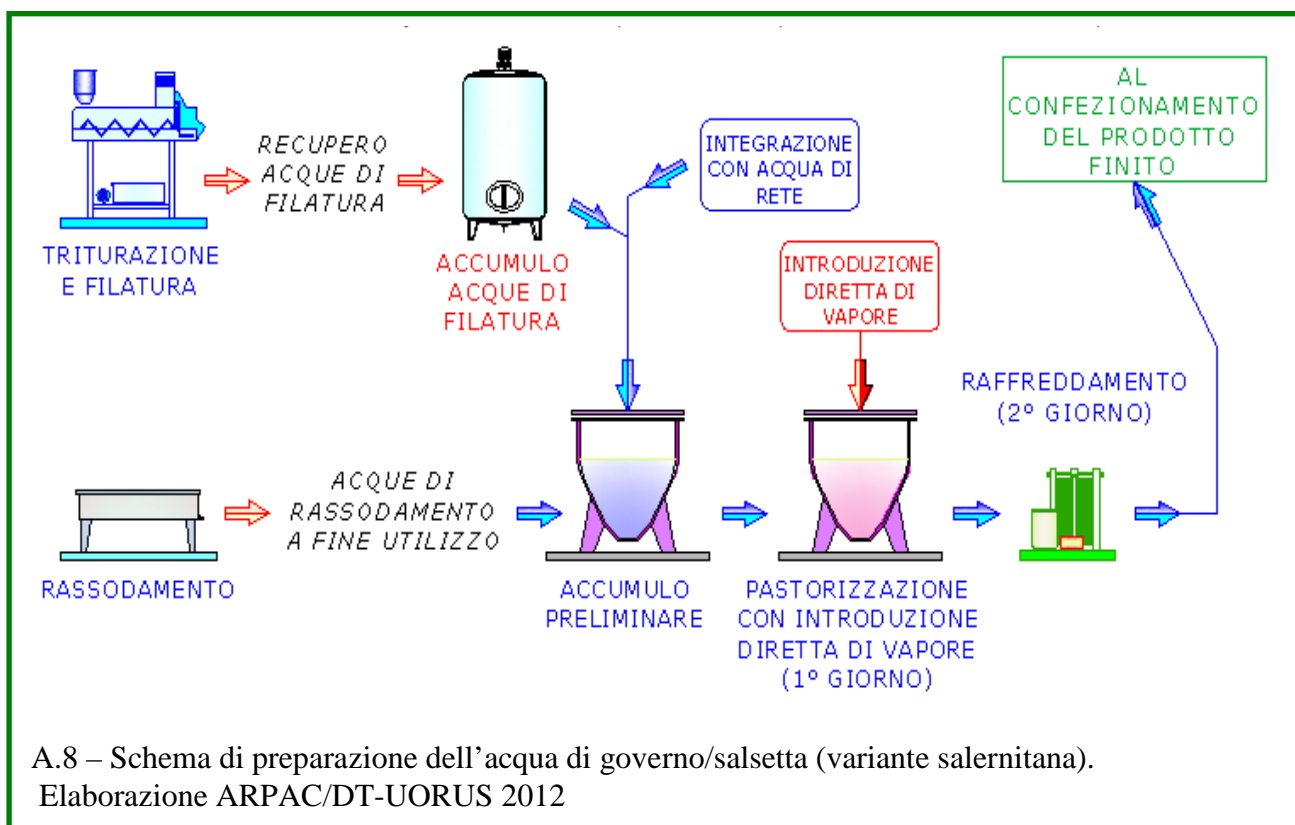 AL
CONFEZIONAMENTO
DEL PRODOTTO
FINITO
RECUPERO
ACQUE DI
FILATURA
INTEGRAZIONE
CON ACQUA DI
RETE
TRITURAZIONE
E FILATURA
ACCUMULO
ACQUE DI
FILATURA
INTRODUZIONE
DIRETTA DI
VAPORE
RAFFREDDAMENTO
(2º GIORNO)
ACQUE DI
RASSODAMENTO
A FINE UTILIZZO
RASSODAMENTO
ACCUMULO
PRELIMINARE
PASTORIZZAZIONE
CON INTRODUZIONE
DIRETTA DI VAPORE
(1º GIORNO)
A.8 – Schema di preparazione dell’acqua di governo/salsetta (variante salernitana).
Elaborazione ARPAC/DT-UORUS 2012